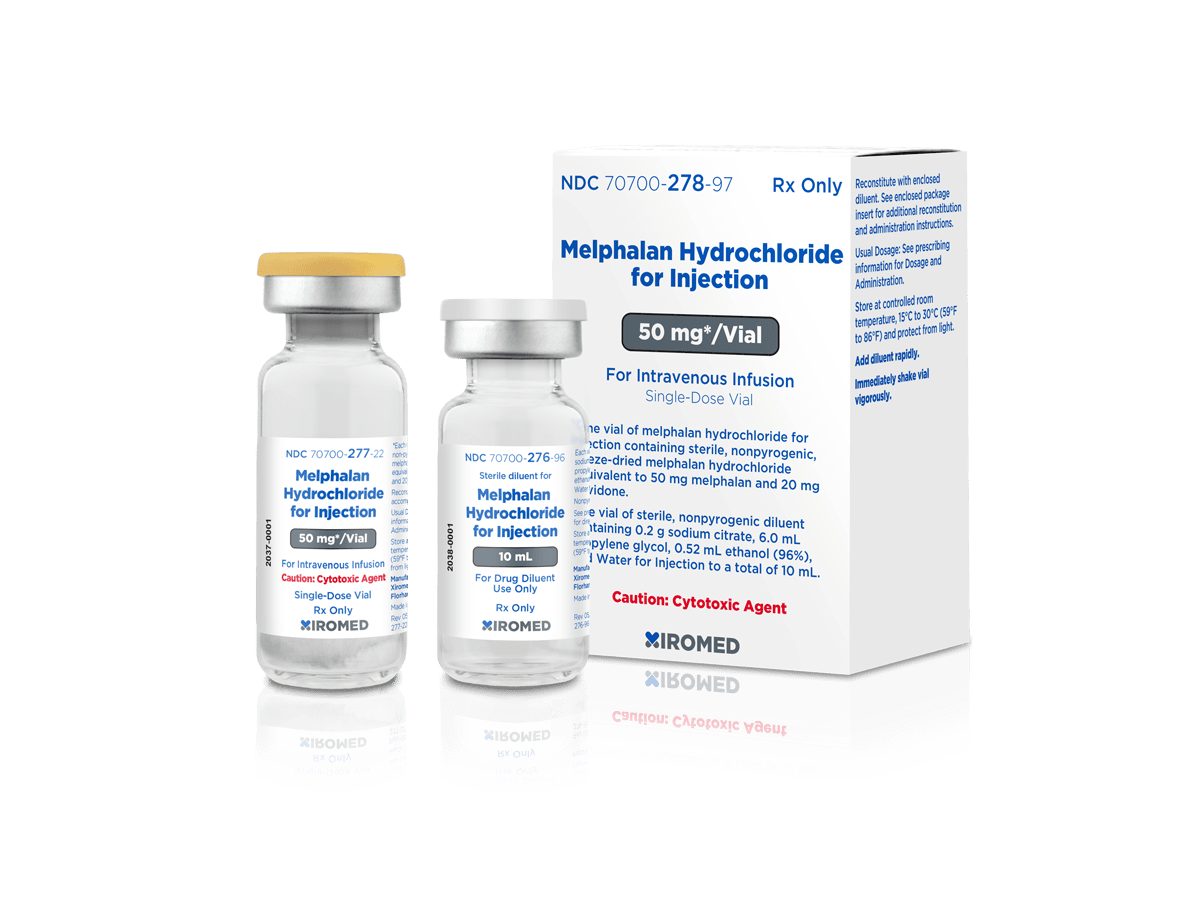 NDC 70700-277-22
Melphalan
Hydrochloride
for Injection
50 mg*/Vial
For Intravenous Infusion
Caution: Cytotoxic Agent
Single-Dose Vial
Rx Only
XIROMED
2037-0001
*Each
NDC 70700-276-96
Sterile diluent for
Melphalan
Hydrochloride
for Injection
10 mL
For Drug Diluent
Use Only
Rx Only
XIROMED
2038-0001
NDC 70700-278-97
Rx Only
Melphalan Hydrochloride
for Injection
50 mg*/Vial
For Intravenous Infusion
Single-Dose Vial
ne vial of melphalan hydrochloride for
ection containing sterile, nonpyrogenic,
eze-dried melphalan hydrochloride
uivalent to 50 mg melphalan and 20 mg
vidone.
e vial of sterile, nonpyrogenic diluent
ntaining 0.2 g sodium citrate, 6.0 mL
opylene glycol, 0.52 mL ethanol (96%),
d Water for Injection to a total of 10 mL.
Caution: Cytotoxic Agent
XIROMED
Reconstitute with enclosed
diluent. See enclosed package
insert for additional reconstitution
and administration instructions.
Usual Dosage: See prescribing
information for Dosage and
Administration.
Store at controlled room
temperature, 15°C to 30°C (59°F
to 86°F) and protect from light.
Add diluent rapidly.
Immediately shake vial
vigorously.